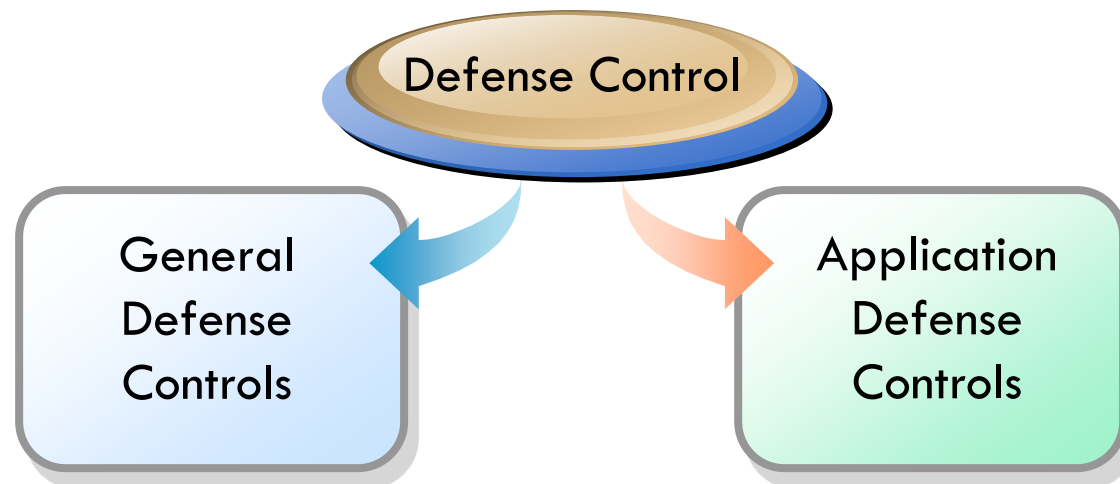 Defense Control
General
Defense
Controls
Application
Defense
Controls